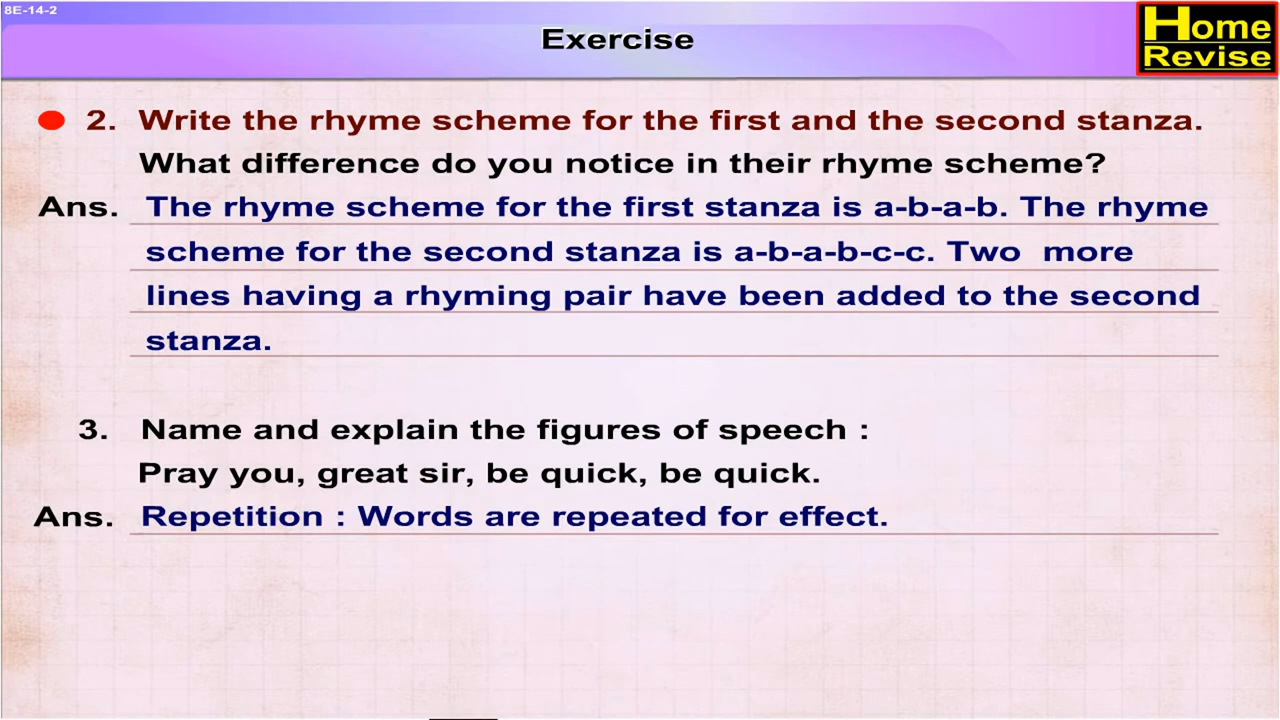 8E-14-2
Exercise
Home
Revise
2. Write the rhyme scheme for the first and the second stanza.
What difference do you notice in their rhyme scheme?
Ans. The rhyme scheme for the first stanza is a-b-a-b. The rhyme
scheme for the second stanza is a-b-a-b-c-c. Two more
lines having a rhyming pair have been added to the second
stanza.
3. Name and explain the figures of speech :
Pray you, great sir, be quick, be quick.
Ans. Repetition : Words are repeated for effect.